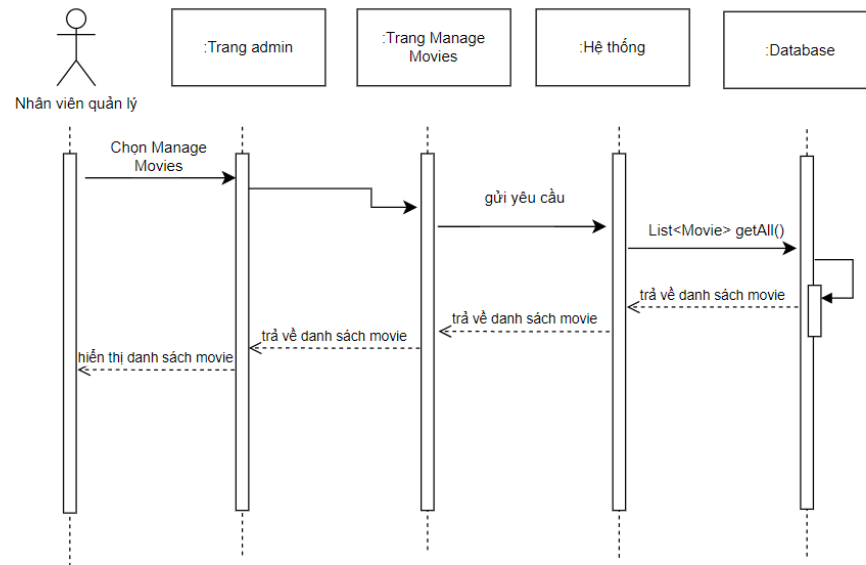 :Trang admin
:Trang Manage
Movies
:Hệ thống
:Database
Nhân viên quản lý
Chọn Manage
Movies
gửi yêu cầu
List<Movie> getAll()
trả về danh sách movie
trả về danh sách movie
trả về danh sách movie
hiển thị danh sách movie